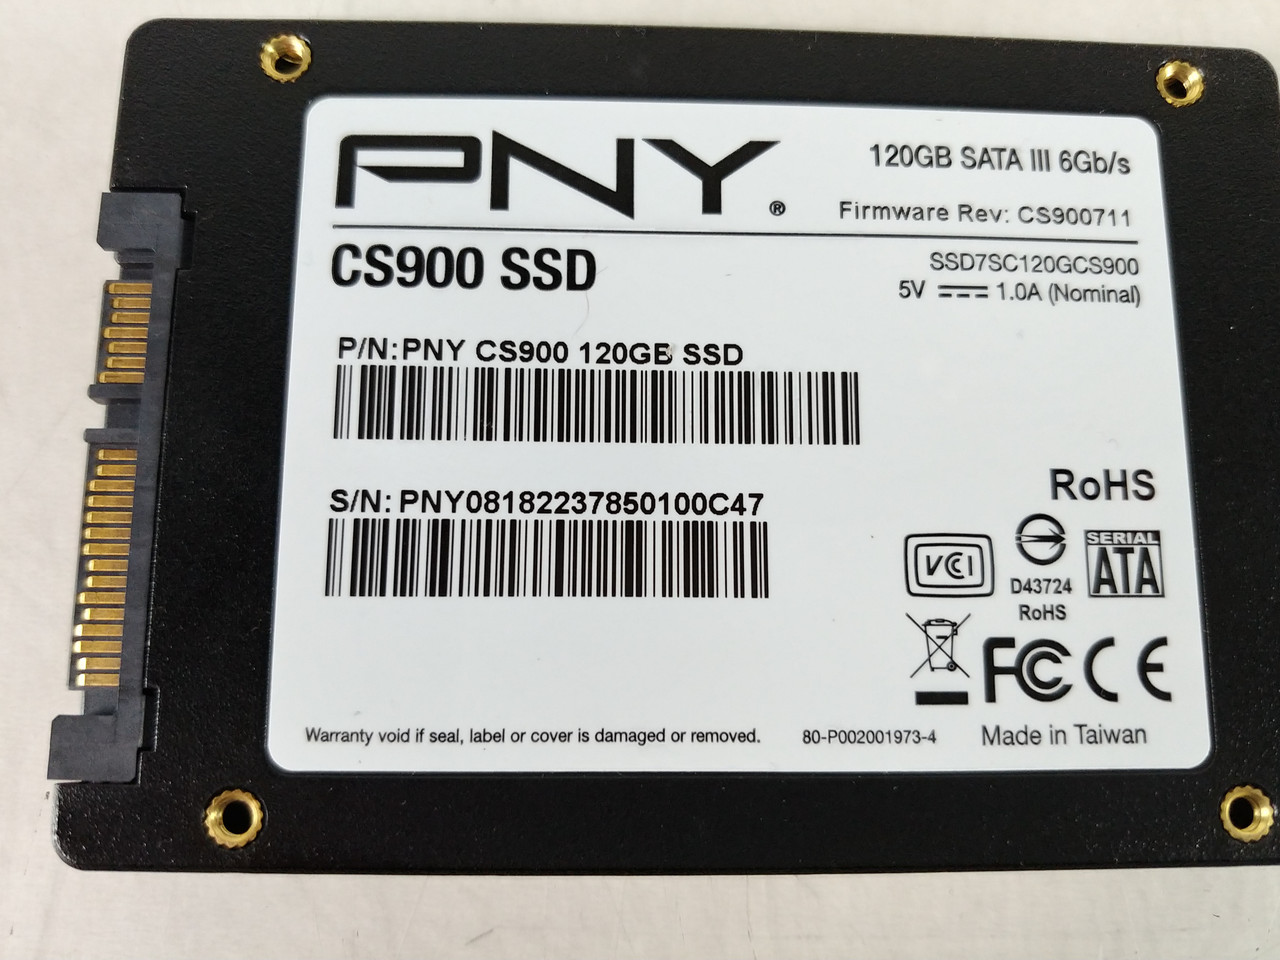 PNY®
120GB SATA III 6Gb/s
Firmware Rev: CS900711
CS900 SSD
SSD7SC120GCS900
5V 1.0A (Nominal)
P/N:PNY CS900 120GB SSD
S/N: PNY08182237850100C47
RoHS
VCCI
D43724
RoHS
SERIAL
ATA
FC CE
Warranty void if seal, label or cover is damaged or removed.
80-P002001973-4
Made in Taiwan